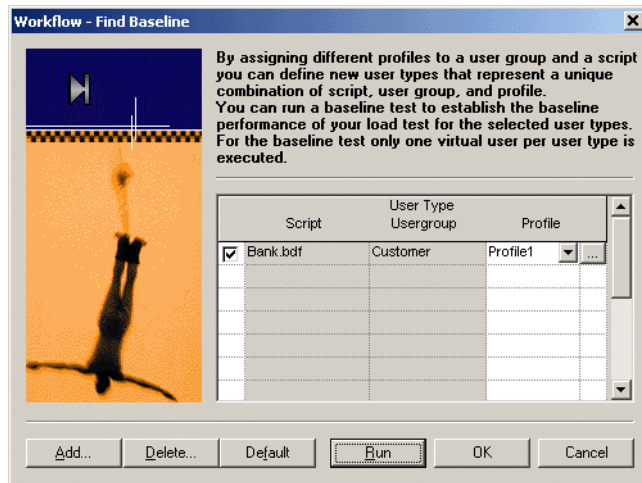 Workflow - Find Baseline
By assigning different profiles to a user group and a script
you can define new user types that represent a unique
combination of script, user group, and profile.
You can run a baseline test to establish the baseline
performance of your load test for the selected user types.
For the baseline test only one virtual user per user type is
executed.
User Type
Script Usergroup Profile
Bank.bdf Customer Profile1 ...
Add... Delete... Default Run OK Cancel